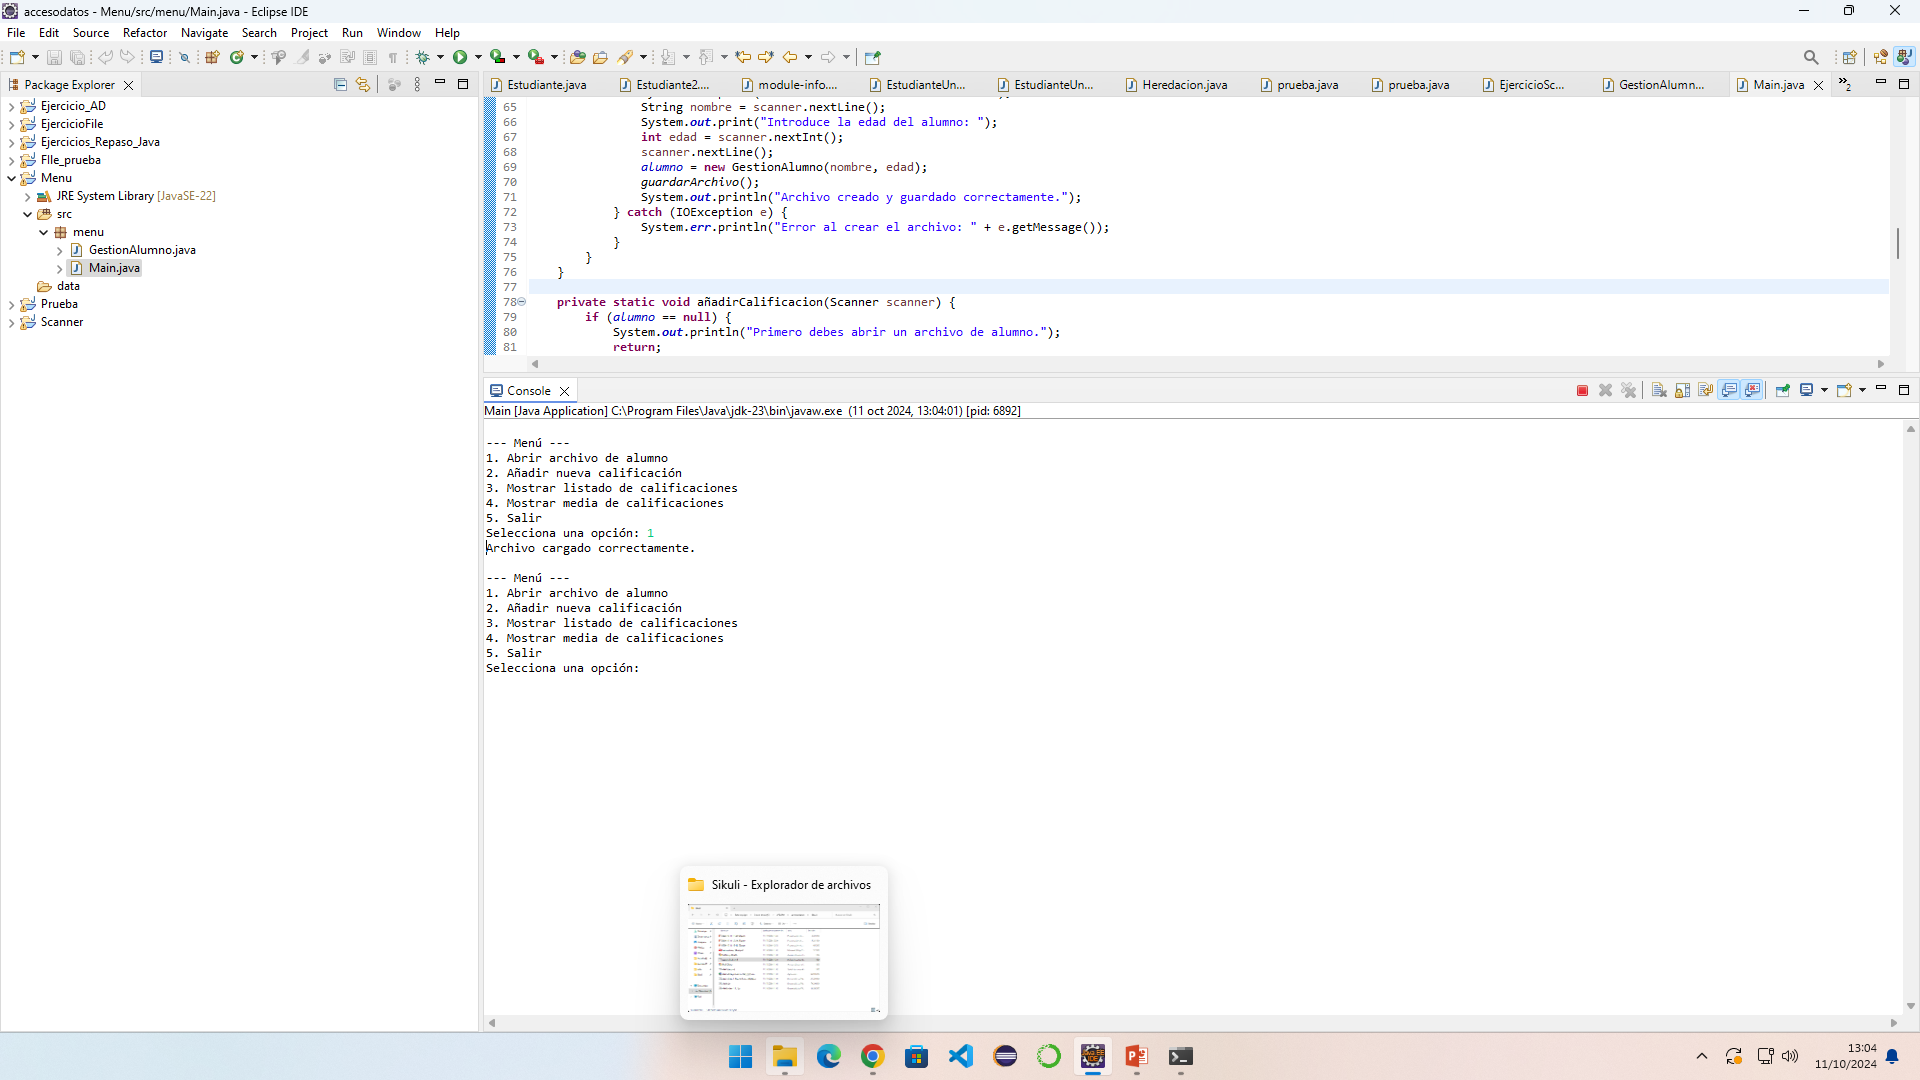 accesodatos - Menu/src/menu/Main.java - Eclipse IDE
File Edit Source Refactor Navigate Search Project Run Window Help
Package Explorer
Ejercicio_AD
EjercicioFile
Ejercicios_Repaso_Java
FIle_prueba
Menu
JRE System Library [JavaSE-22]
src
menu
GestionAlumno.java
Main.java
data
Prueba
Scanner
Estudiante.java Estudiante2.... module-info.... EstudianteUn... EstudianteUn... Heredacion.java prueba.java prueba.java EjercicioSc... GestionAlumn... Main.java 2
65 String nombre = scanner.nextLine();
66 System.out.print("Introduce la edad del alumno: ");
67 int edad = scanner.nextInt();
68 scanner.nextLine();
69 alumno = new GestionAlumno(nombre, edad);
70 guardarArchivo();
71 System.out.println("Archivo creado y guardado correctamente.");
72 } catch (IOException e) {
73 System.err.println("Error al crear el archivo: " + e.getMessage());
74 }
75 }
76 }
77
78 private static void añadirCalificacion(Scanner scanner) {
79 if (alumno == null) {
80 System.out.println("Primero debes abrir un archivo de alumno.");
81 return;
Console
Main [Java Application] C:\Program Files\Java\jdk-23\bin\javaw.exe (11 oct 2024, 13:04:01) [pid: 6892]
--- Menú ---
1. Abrir archivo de alumno
2. Añadir nueva calificación
3. Mostrar listado de calificaciones
4. Mostrar media de calificaciones
5. Salir
Selecciona una opción: 1
Archivo cargado correctamente.
--- Menú ---
1. Abrir archivo de alumno
2. Añadir nueva calificación
3. Mostrar listado de calificaciones
4. Mostrar media de calificaciones
5. Salir
Selecciona una opción:
Sikuli - Explorador de archivos
13:04
11/10/2024